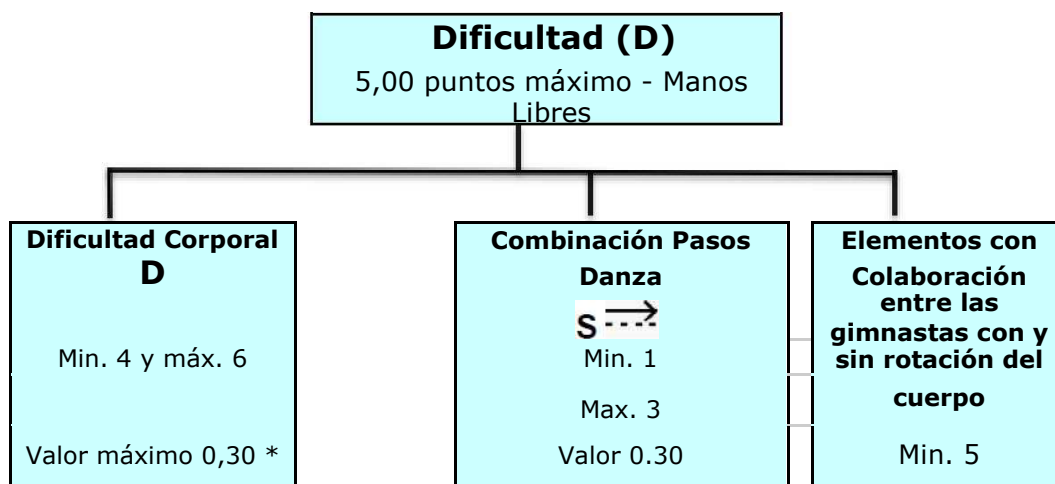 Dificultad (D)
5,00 puntos máximo - Manos
Libres
Dificultad Corporal
D
Min. 4 y máx. 6
Valor máximo 0,30 *
Combinación Pasos
Danza
S
Min. 1
Max. 3
Valor 0.30
Elementos con
Colaboración
entre las
gimnastas con y
sin rotación del
cuerpo
Min. 5